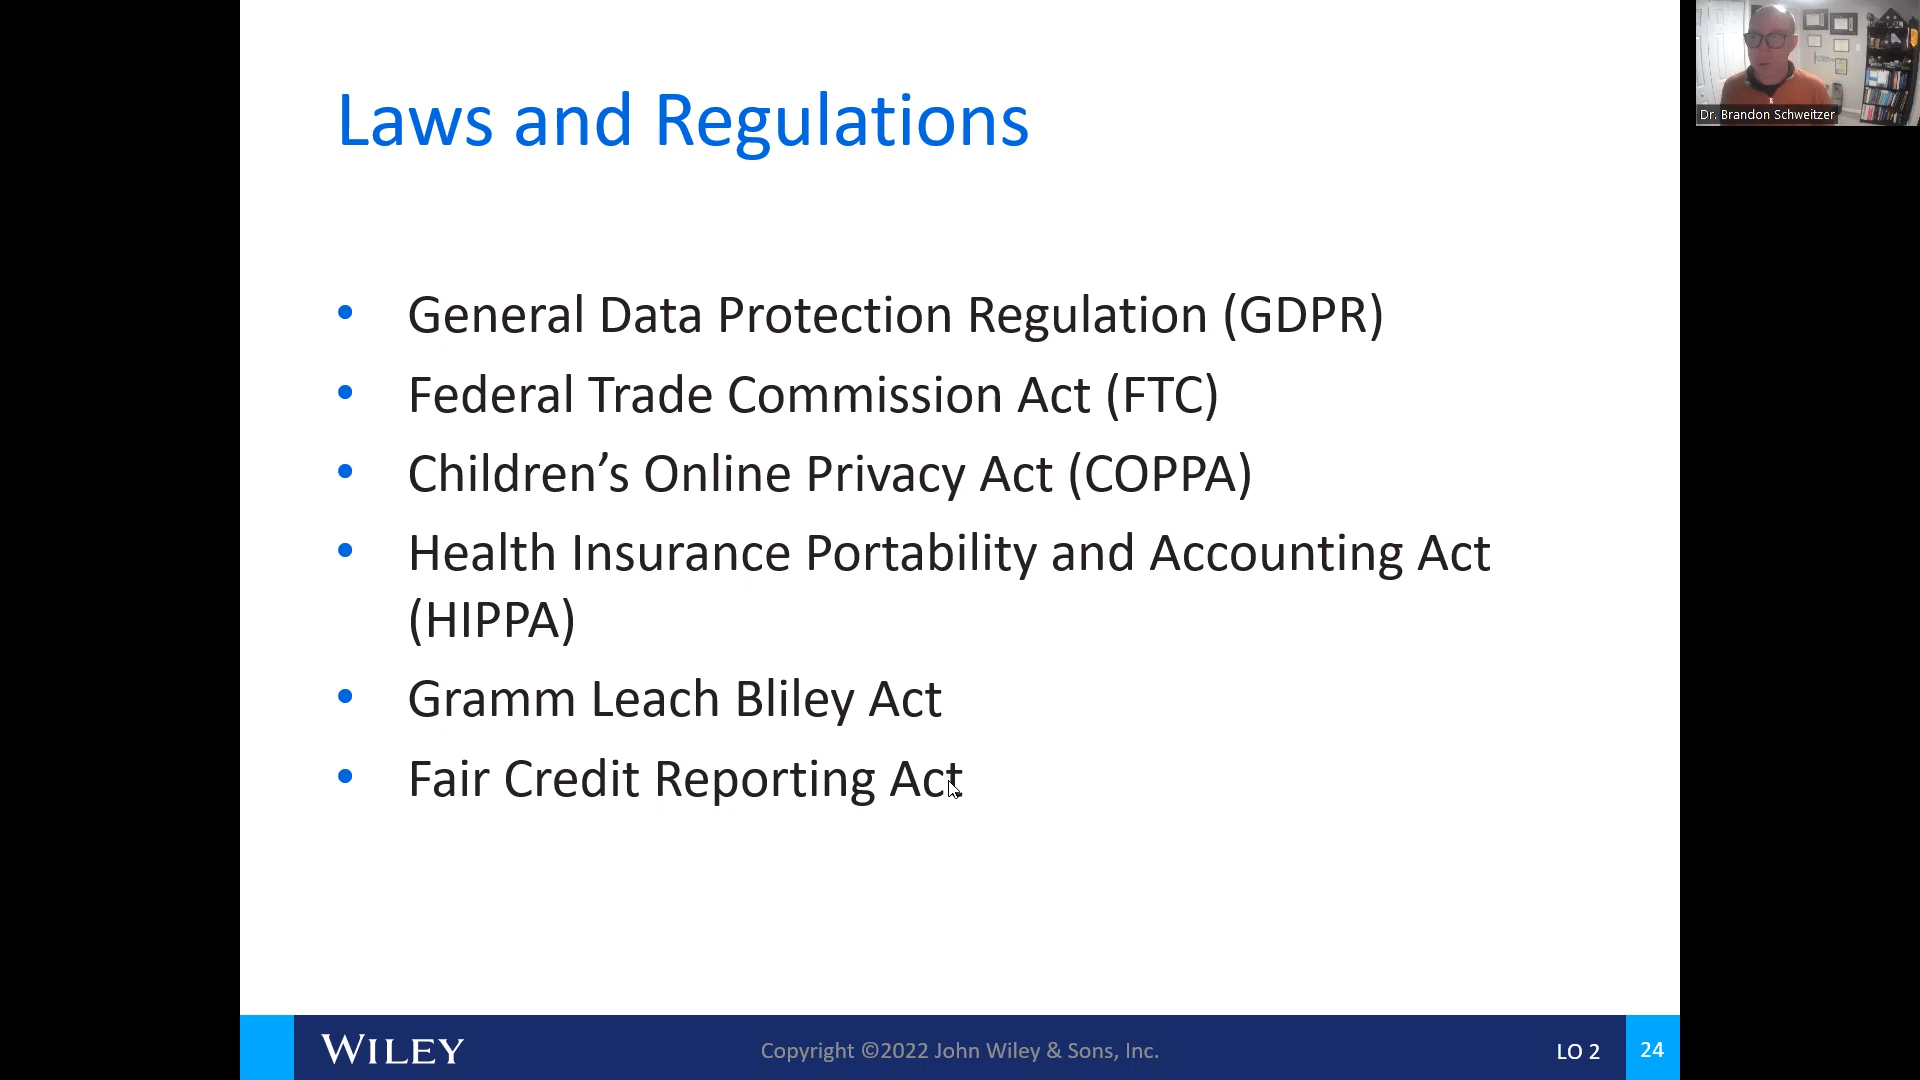 Laws and Regulations
Dr. Brandon Schweitzer
• General Data Protection Regulation (GDPR)
• Federal Trade Commission Act (FTC)
• Children’s Online Privacy Act (COPPA)
• Health Insurance Portability and Accounting Act
(HIPPA)
• Gramm Leach Bliley Act
• Fair Credit Reporting Act
WILEY
Copyright ©2022 John Wiley & Sons, Inc.
LO 2
24